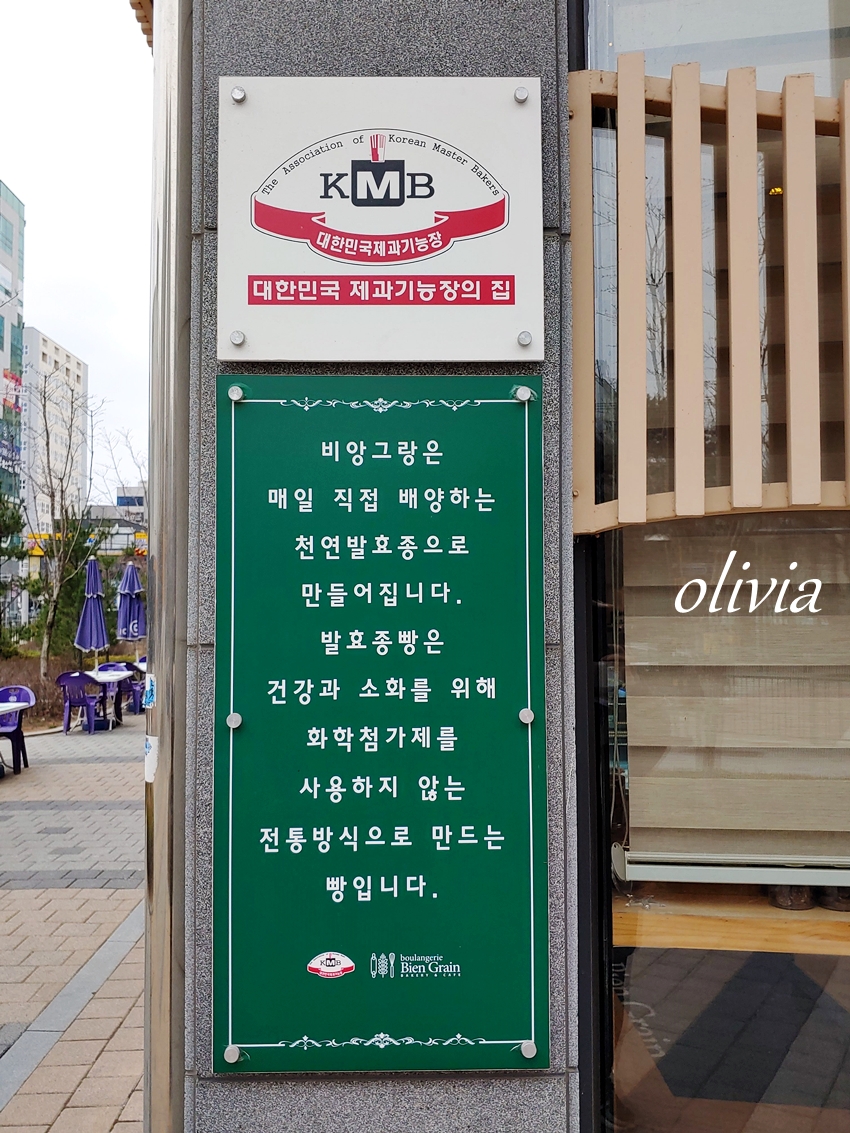 The Association of Korean Master Bakers
KMB
대한민국제과기능장
대한민국 제과기능장의 집
비앙그랑은
매일 직접 배양하는
천연발효종으로
만들어집니다.
발효종빵은
건강과 소화를 위해
화학첨가제를
사용하지 않는
전통방식으로 만드는
빵입니다.
KMB
boulangerie
Bien Grain
BAKERY & CAFE
olivia